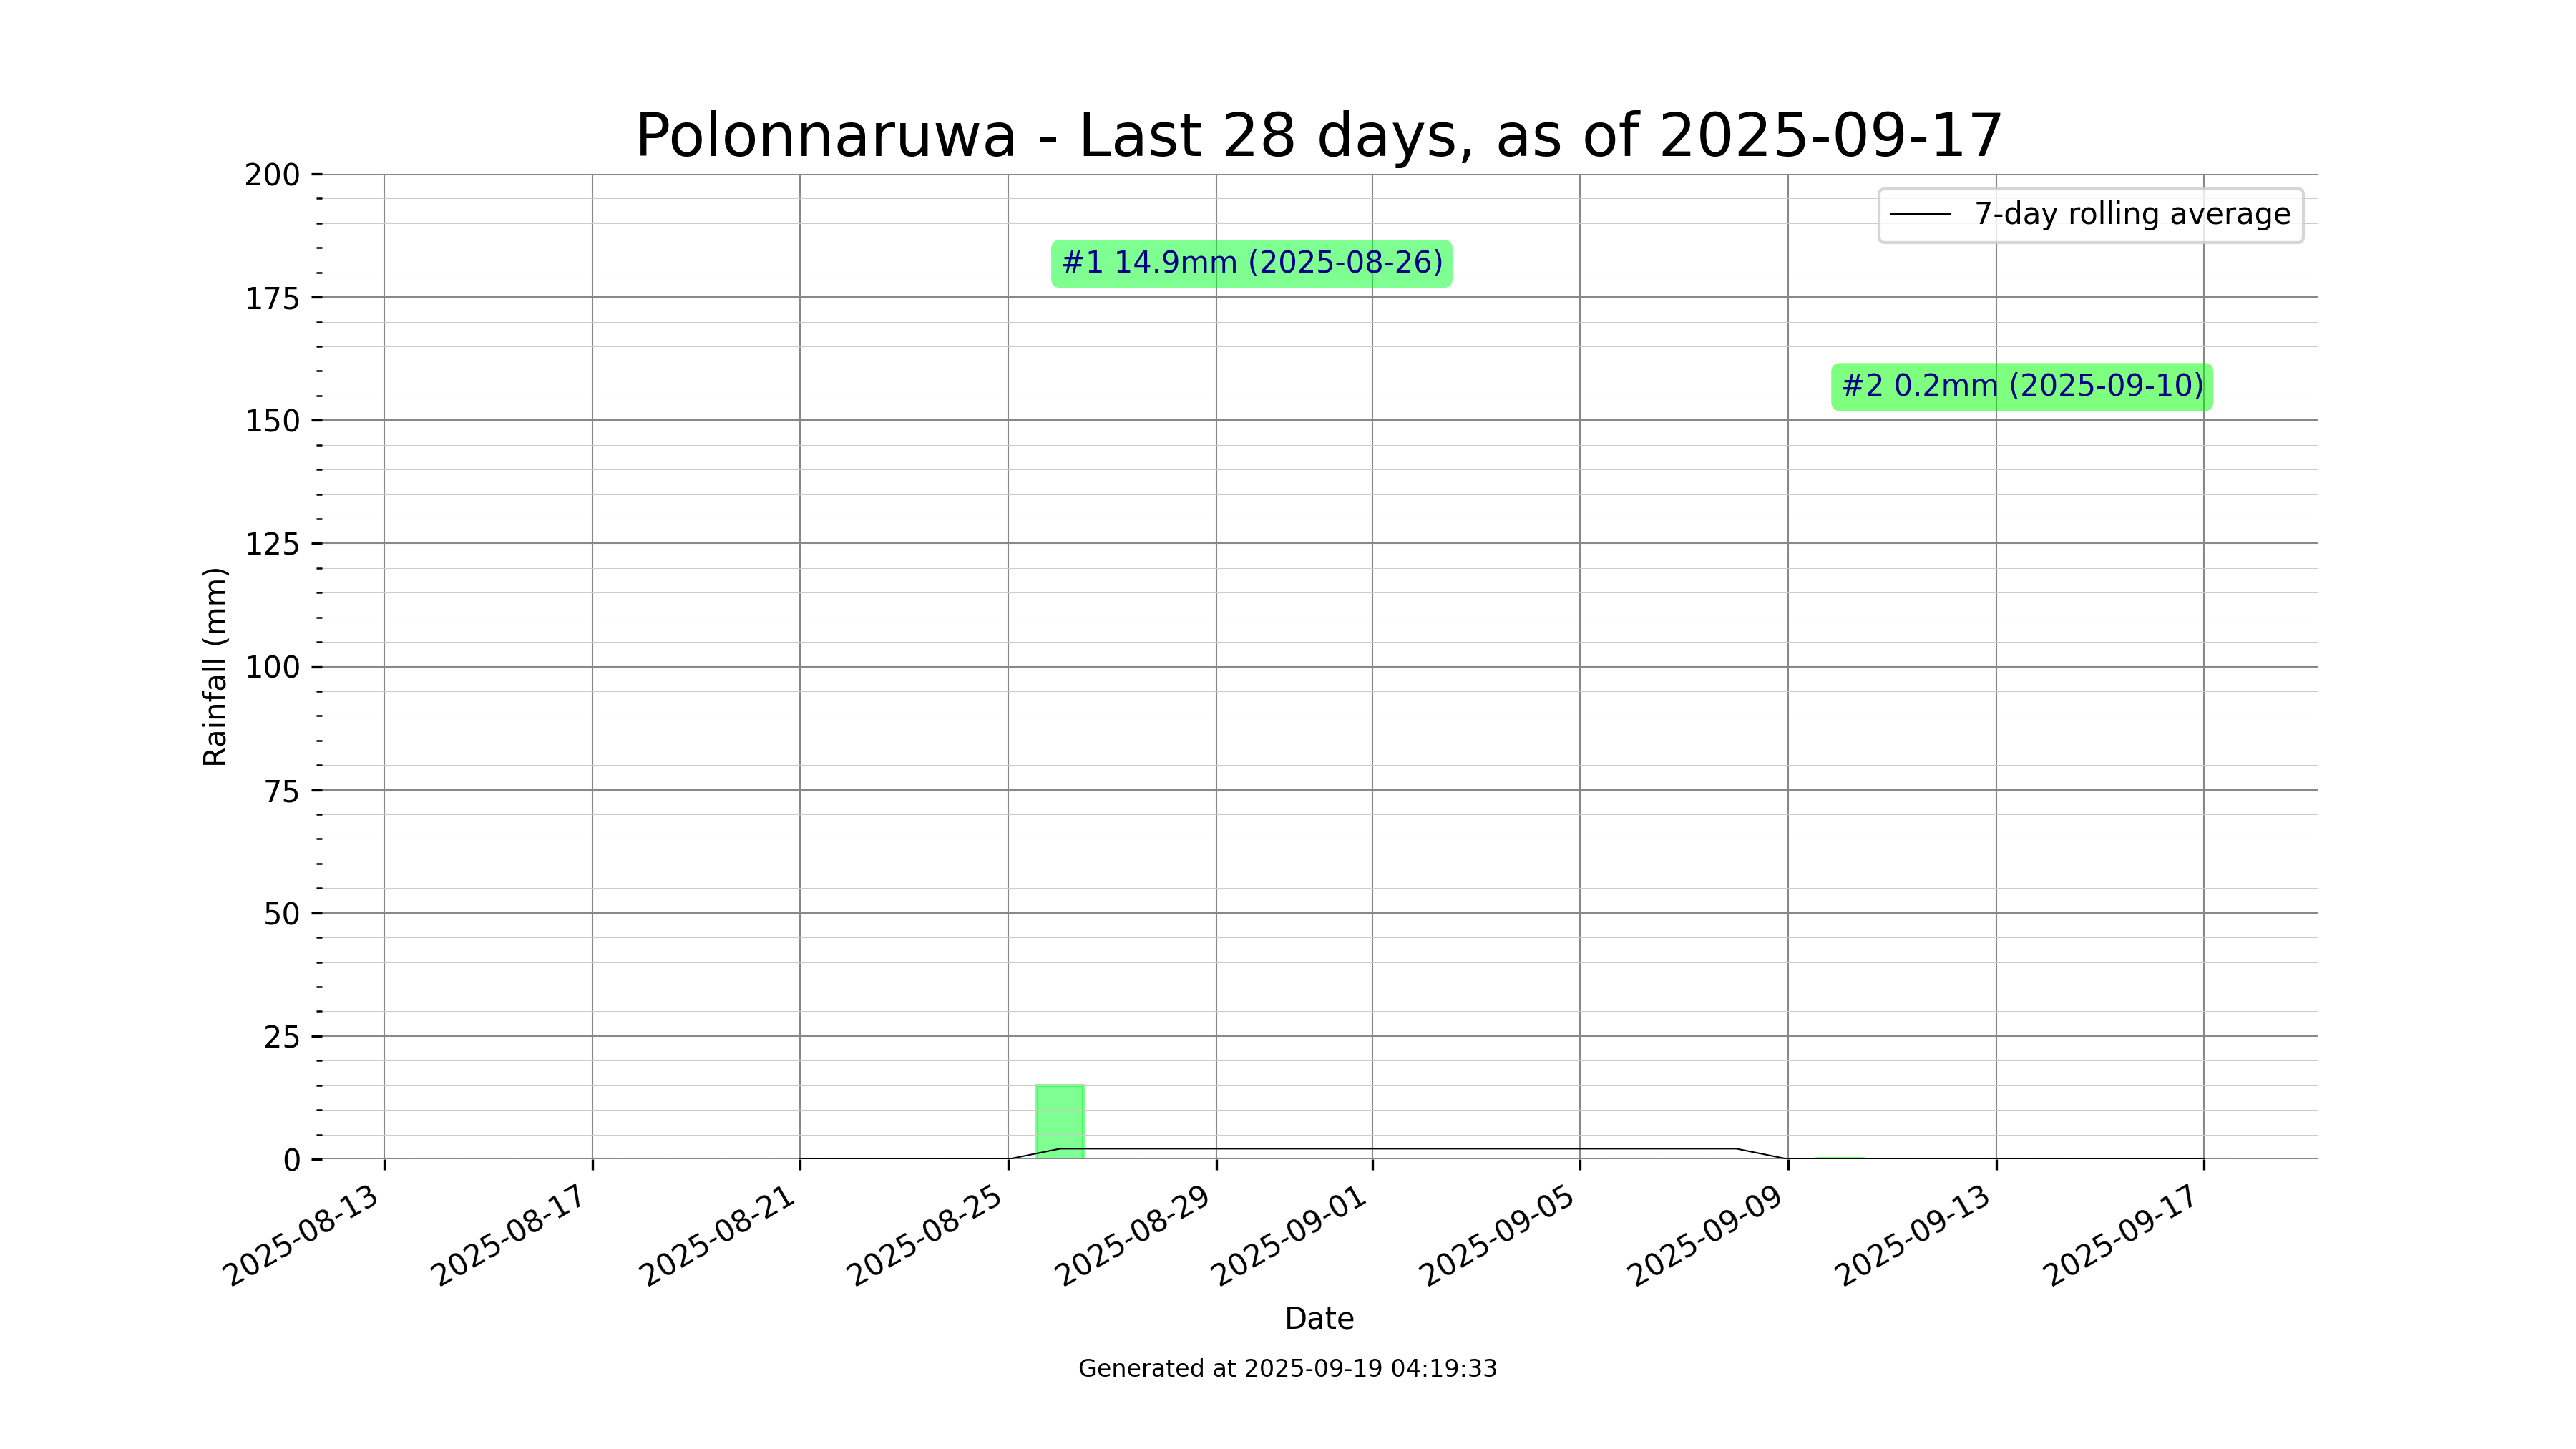 Polonnaruwa - Last 28 days, as of 2025-09-17
200
175
150
125
100
75
50
25
0
Rainfall (mm)
7-day rolling average
#1 14.9mm (2025-08-26)
#2 0.2mm (2025-09-10)
2025-08-13
2025-08-17
2025-08-21
2025-08-25
2025-08-29
2025-09-01
2025-09-05
2025-09-09
2025-09-13
2025-09-17
Date
Generated at 2025-09-19 04:19:33